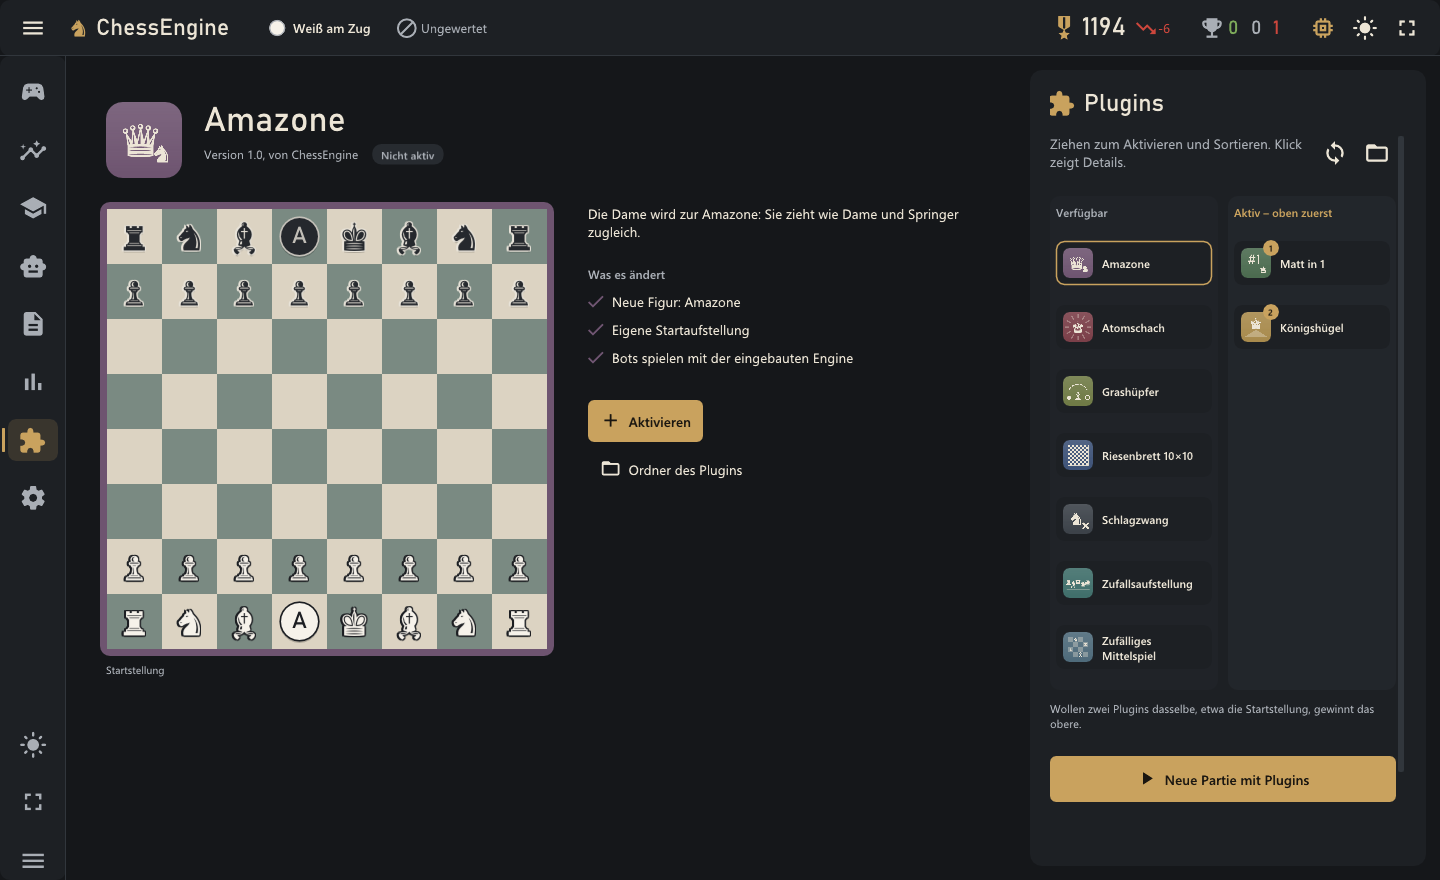 ChessEngine
Weiß am Zug
Ungewertet
1194
-6
0 0 1
Amazone
Version 1.0, von ChessEngine
Nicht aktiv
A
A
Startstellung
Die Dame wird zur Amazone: Sie zieht wie Dame und Springer
zugleich.
Was es ändert
Neue Figur: Amazone
Eigene Startaufstellung
Bots spielen mit der eingebauten Engine
Aktivieren
Ordner des Plugins
Plugins
Ziehen zum Aktivieren und Sortieren. Klick
zeigt Details.
Verfügbar
Amazone
Atomschach
Grashüpfer
Riesenbrett 10×10
Schlagzwang
Zufallsaufstellung
Zufälliges
Mittelspiel
Aktiv – oben zuerst
#1
1
Matt in 1
2
Königshügel
Wollen zwei Plugins dasselbe, etwa die Startstellung, gewinnt das
obere.
Neue Partie mit Plugins